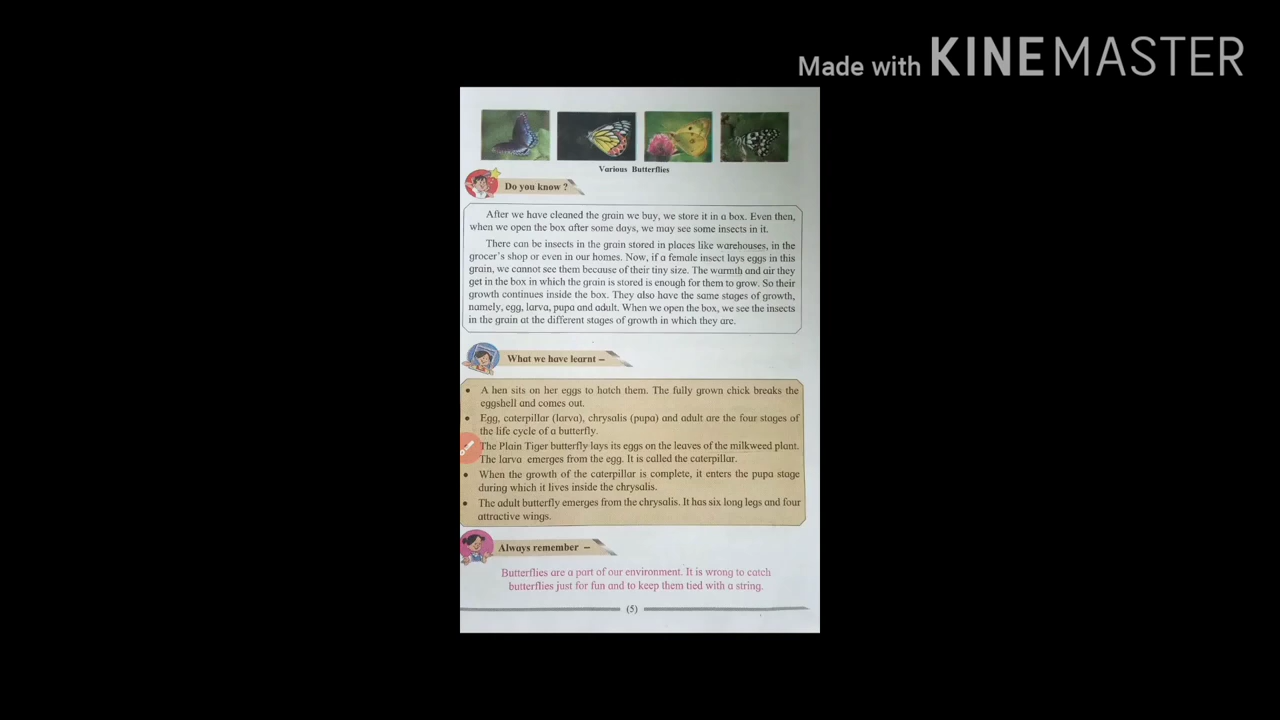 Made with KINEMASTER
Various Butterflies
Do you know ?
After we have cleaned the grain we buy, we store it in a box. Even then,
when we open the box after some days, we may see some insects in it.
There can be insects in the grain stored in places like warehouses, in the
grocer's shop or even in our homes. Now, if a female insect lays eggs in this
grain, we cannot see them because of their tiny size. The warmth and air they
get in the box in which the grain is stored is enough for them to grow. So their
growth continues inside the box. They also have the same stages of growth,
namely, egg, larva, pupa and adult. When we open the box, we see the insects
in the grain at the different stages of growth in which they are.
What we have learnt –
• A hen sits on her eggs to hatch them. The fully grown chick breaks the
eggshell and comes out.
• Egg, caterpillar (larva), chrysalis (pupa) and adult are the four stages of
the life cycle of a butterfly.
The Plain Tiger butterfly lays its eggs on the leaves of the milkweed plant.
The larva emerges from the egg. It is called the caterpillar.
• When the growth of the caterpillar is complete, it enters the pupa stage
during which it lives inside the chrysalis.
• The adult butterfly emerges from the chrysalis. It has six long legs and four
attractive wings.
Always remember –
Butterflies are a part of our environment. It is wrong to catch
butterflies just for fun and to keep them tied with a string.
(5)